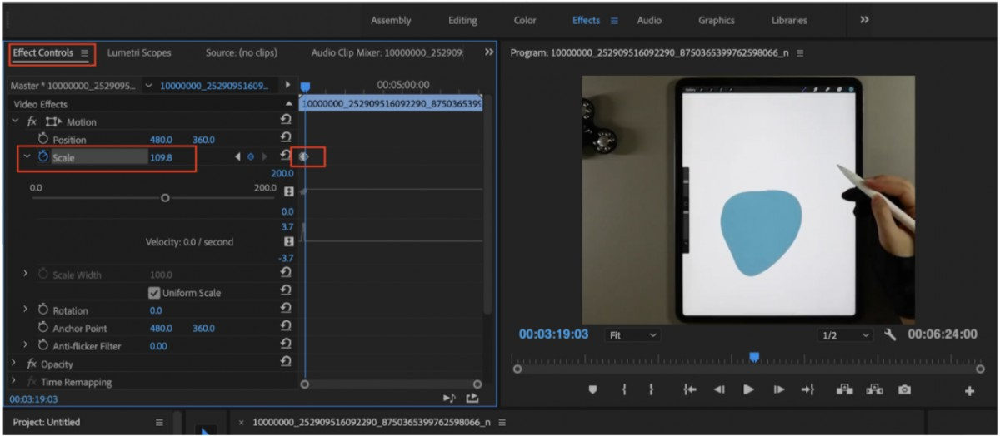 Assembly Editing Color Effects Audio Graphics Libraries
Effect Controls Lumetri Scopes Source: (no clips) Audio Clip Mixer: 10000000_252909: Program: 10000000_252909516092290_8750365399762598066_n
Master * 10000000_2529095... 10000000_25290951609... 00:05:00:00
Video Effects 10000000_252909516092290_8750365399
fx Motion
Position 480.0 360.0
Scale 109.8
200.0
0.0 200.0
0.0
3.7
Velocity: 0.0 / second
-3.7
Scale Width 100.0
Uniform Scale
Rotation 0.0
Anchor Point 480.0 360.0
Anti-flicker Filter 0.00
fx Opacity
fx Time Remapping
00:03:19:03
00:03:19:03 Fit 1/2 00:06:24:00
Project: Untitled × 10000000_252909516092290_8750365399762598066_n